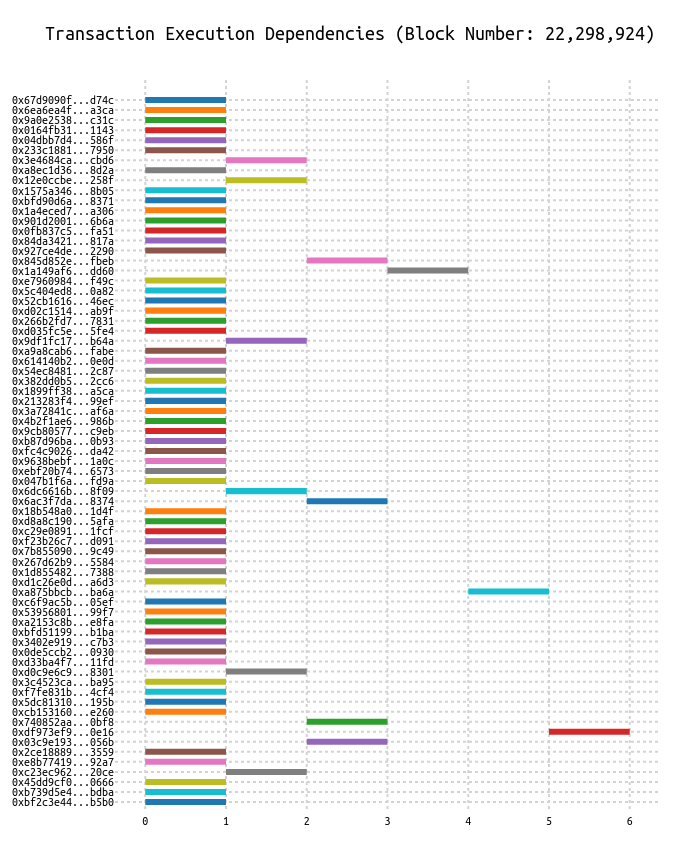 Transaction Execution Dependencies (Block Number: 22,298,924)
0x67d9090f...d74c
0x6ea6ea4f...a3ca
0x9a0e2538...c31c
0x0164fb31...1143
0x04dbb7d4...586f
0x233c1881...7950
0x3e4684ca...cbd6
0xa8ec1d36...8d2a
0x12e0ccbe...258f
0x1575a346...8b05
0xbfd90d6a...8371
0x1a4eced7...a306
0x901d2001...6b6a
0x0fb837c5...fa51
0x84da3421...817a
0x927ce4de...2290
0x845d852e...fbeb
0x1a149af6...dd60
0xe7960984...f49c
0x5c404ed8...0a82
0x52cb1616...46ec
0xd02c1514...ab9f
0x266b2fd7...7831
0xd035fc5e...5fe4
0x9df1fc17...b64a
0xa9a8cab6...fabe
0x614140b2...0e0d
0x54ec8481...2c87
0x382dd0b5...2cc6
0x1899ff38...a5ca
0x213283f4...99ef
0x3a72841c...af6a
0x4b2f1ae6...986b
0x9cb80577...c9eb
0xb87d96ba...0b93
0xfc4c9026...da42
0x9638bebf...1a0c
0xebf20b74...6573
0x047b1f6a...fd9a
0x6dc6616b...8f09
0x6ac3f7da...8374
0x18b548a0...1d4f
0xd8a8c190...5afa
0xc29e0891...1fcf
0xf23b26c7...d091
0x7b855090...9c49
0x267d62b9...5584
0x1d855482...7388
0xd1c26e0d...a6d3
0xa875bbcb...ba6a
0xc6f9ac5b...05ef
0x53956801...99f7
0xa2153c8b...e8fa
0xbfd51199...b1ba
0x3402e919...c7b3
0x0de5ccb2...0930
0xd33ba4f7...11fd
0xd0c9e6c9...8301
0x3c4523ca...ba95
0xf7fe831b...4cf4
0x5dc81310...195b
0xcb153160...e260
0x740852aa...0bf8
0xdf973ef9...0e16
0x03c9e193...056b
0x2ce18889...3559
0xe8b77419...92a7
0xc23ec962...20ce
0x45dd9cf0...0666
0xb739d5e4...bdba
0xbf2c3e44...b5b0
0 1 2 3 4 5 6